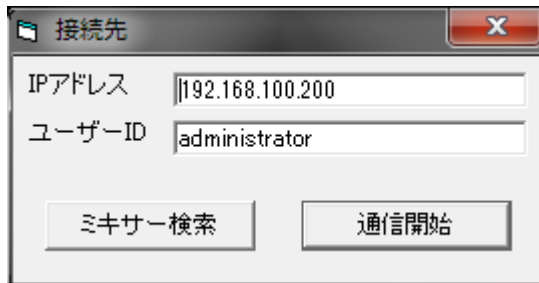 接続先
IPアドレス 192.168.100.200
ユーザーID administrator
ミキサー検索 通信開始